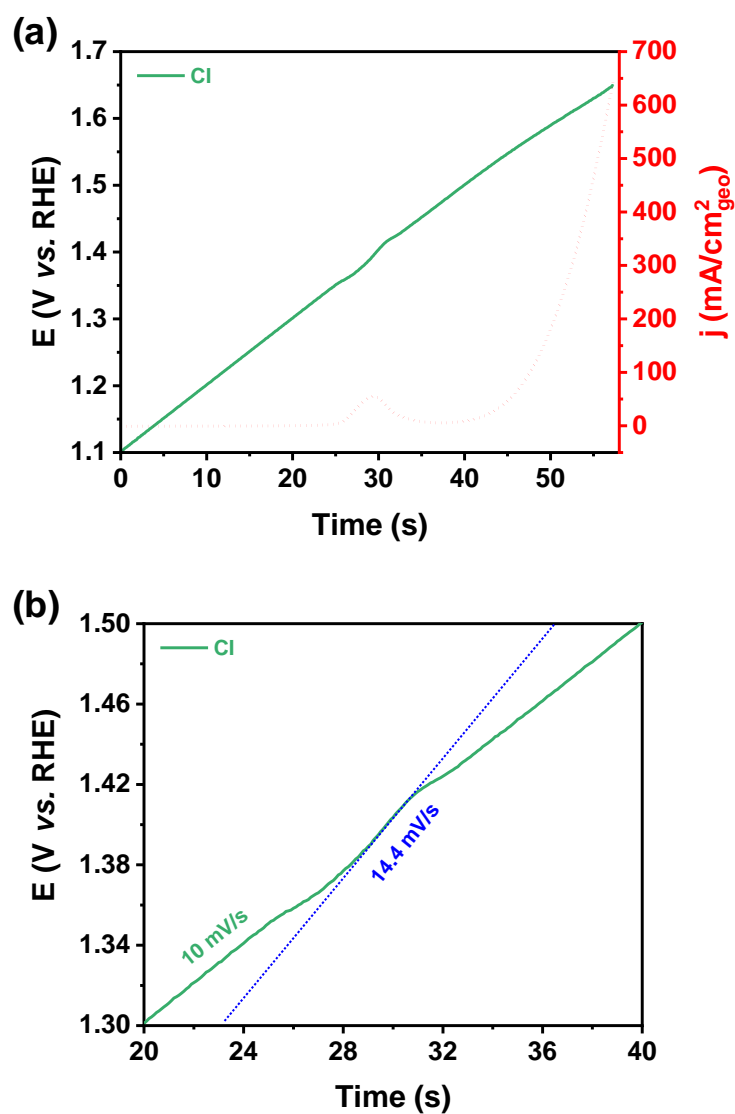 (a)
1.7
1.6
1.5
1.4
1.3
1.2
1.1
E (V vs. RHE)
CI
700
600
500
400
300
200
100
0
j (mA/cm²geo)
0 10 20 30 40 50
Time (s)
(b)
1.50
1.46
1.42
1.38
1.34
1.30
E (V vs. RHE)
CI
10 mV/s
14.4 mV/s
20 24 28 32 36 40
Time (s)